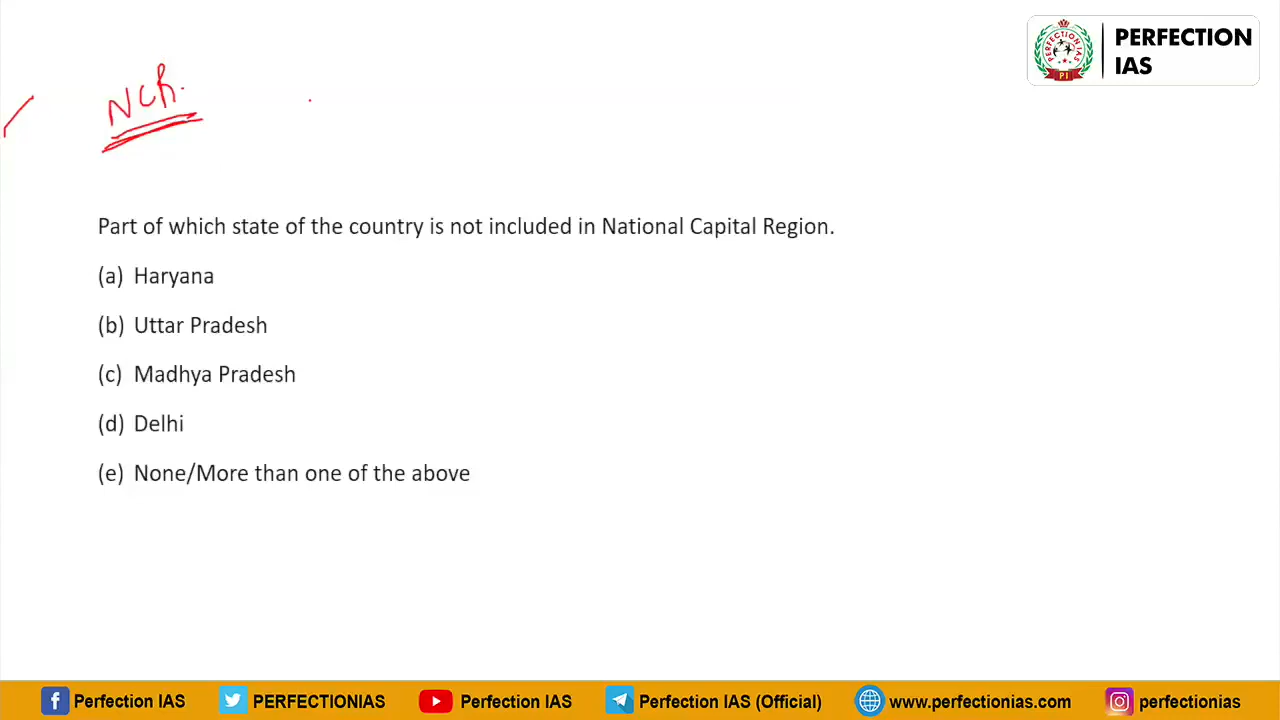 PERFECTION
IAS
NCR.
Part of which state of the country is not included in National Capital Region.
(a) Haryana
(b) Uttar Pradesh
(c) Madhya Pradesh
(d) Delhi
(e) None/More than one of the above
Perfection IAS PERFECTIONIAS Perfection IAS Perfection IAS (Official) www.perfectionias.com perfectionias